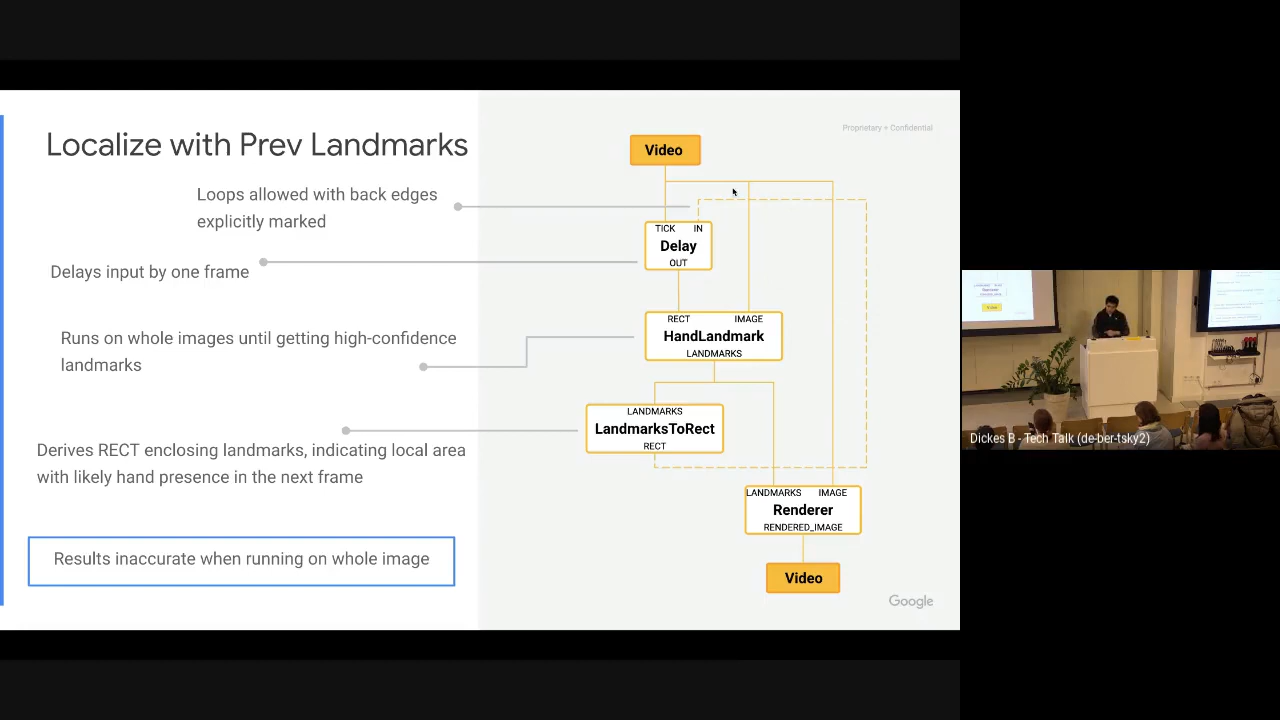 Localize with Prev Landmarks
Proprietary + Confidential
Loops allowed with back edges
explicitly marked
Delays input by one frame
Runs on whole images until getting high-confidence
landmarks
Derives RECT enclosing landmarks, indicating local area
with likely hand presence in the next frame
Results inaccurate when running on whole image
Video
TICK IN
Delay
OUT
RECT IMAGE
HandLandmark
LANDMARKS
LANDMARKS
LandmarksToRect
RECT
LANDMARKS IMAGE
Renderer
RENDERED_IMAGE
Video
Google
Dickes B - Tech Talk (de-ber-tsky2)